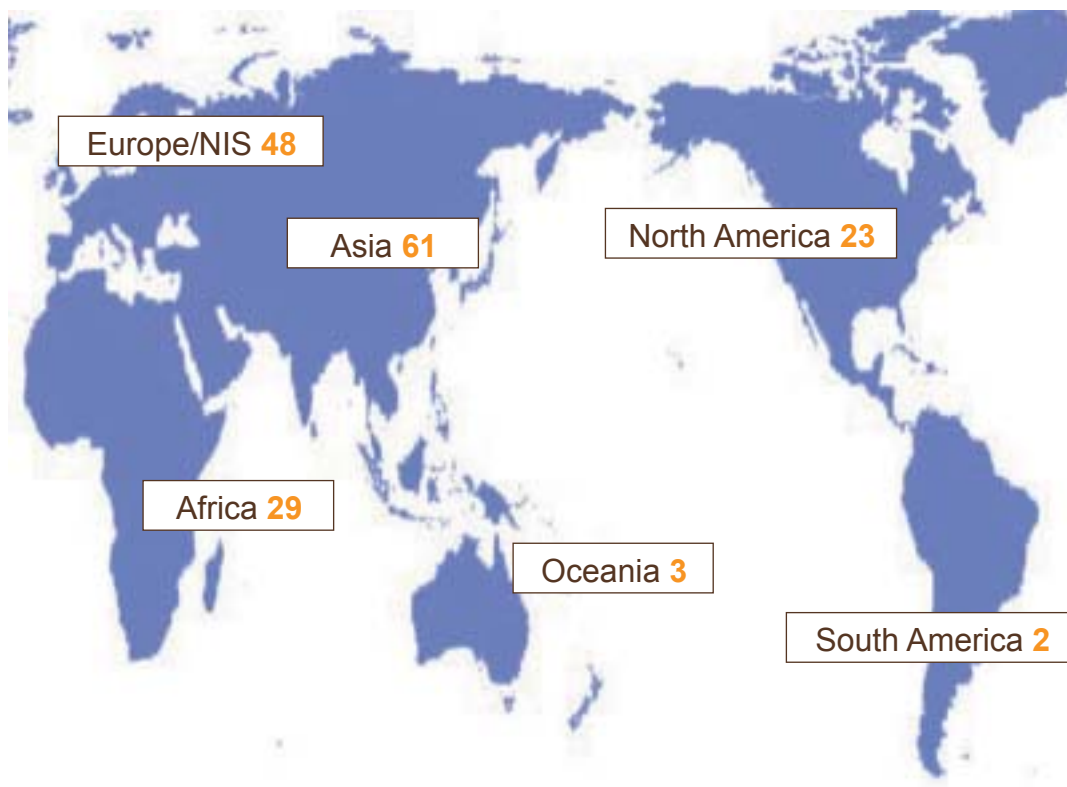 Europe/NIS 48
Asia 61
North America 23
Africa 29
Oceania 3
South America 2